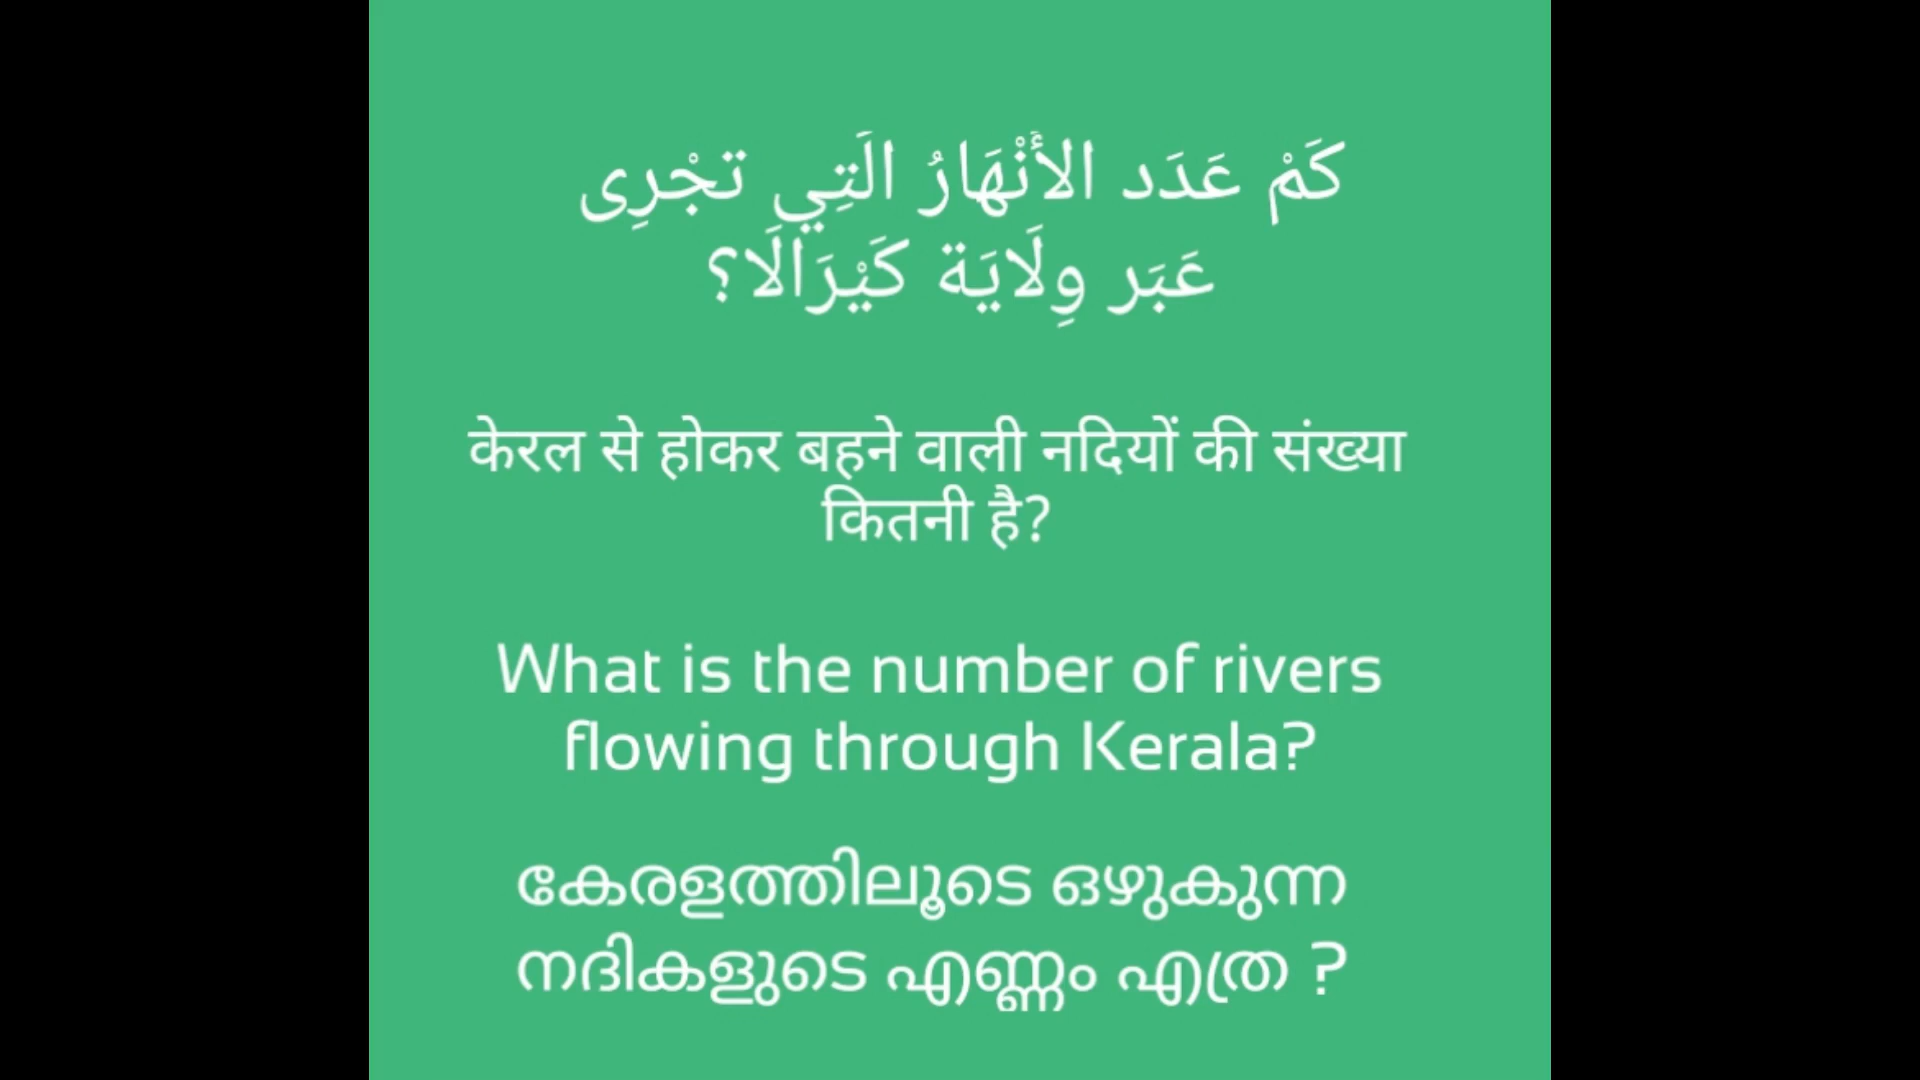 كَمْ عَدَد الأَنْهَارُ الَتِي تجْرِى
عَبَر وِلَايَة كَيْرَالَا؟
केरल से होकर बहने वाली नदियों की संख्या
कितनी है?
What is the number of rivers
flowing through Kerala?
കേരളത്തിലൂടെ ഒഴുകുന്ന
നദികളുടെ എണ്ണം എത്ര ?